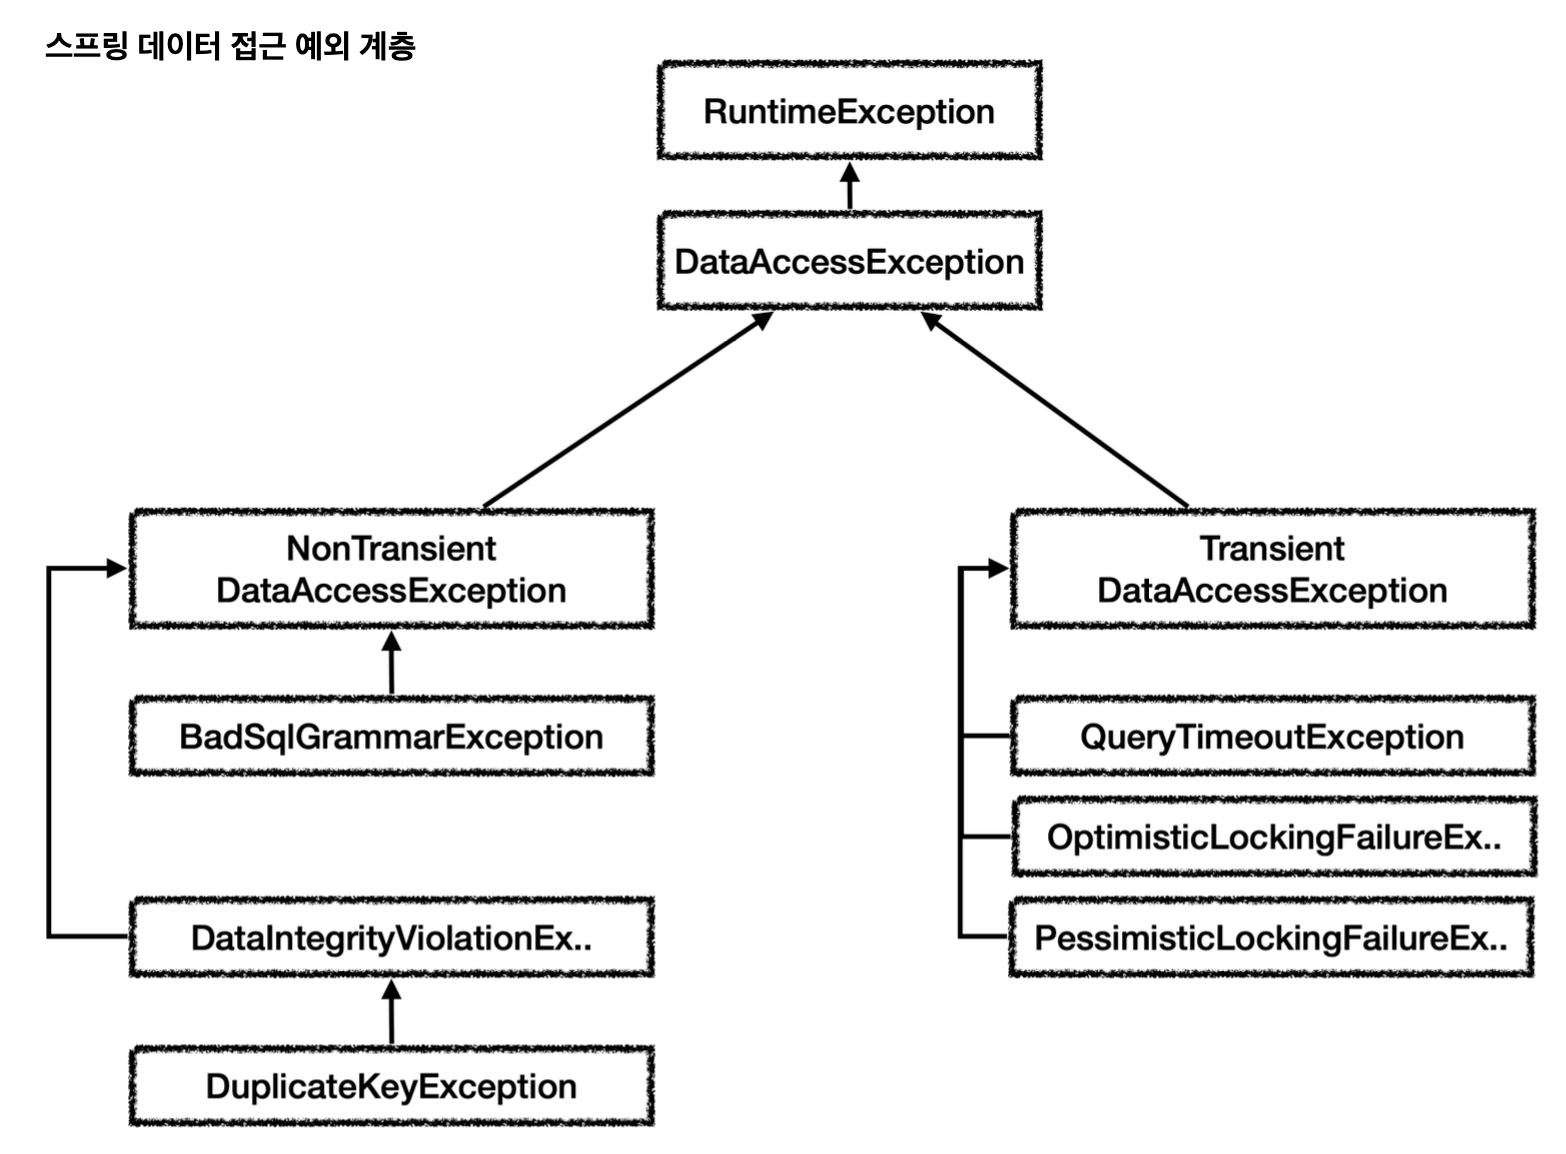 스프링 데이터 접근 예외 계층
RuntimeException
DataAccessException
NonTransient
DataAccessException
Transient
DataAccessException
BadSqlGrammarException
QueryTimeoutException
OptimisticLockingFailureEx..
DataIntegrityViolationEx..
PessimisticLockingFailureEx..
DuplicateKeyException